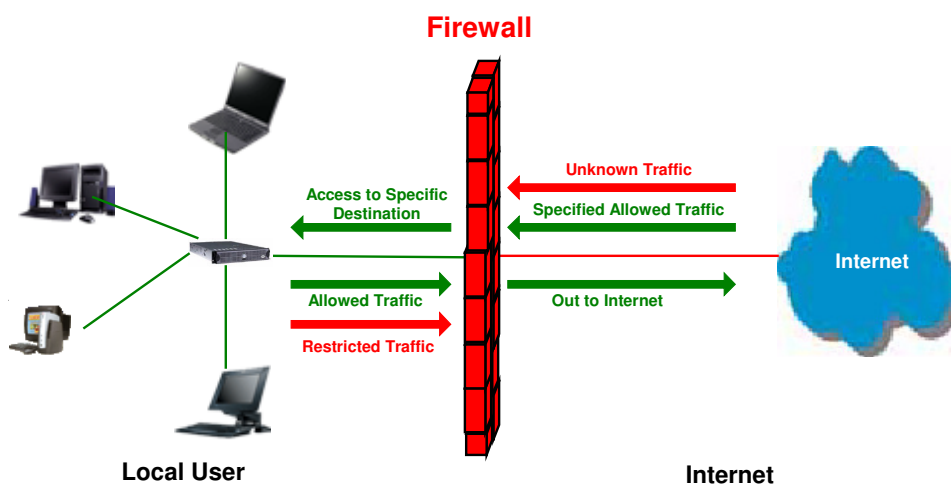 Firewall
Unknown Traffic
Access to Specific
Destination
Specified Allowed Traffic
Internet
Allowed Traffic
Out to Internet
Restricted Traffic
Local User
Internet